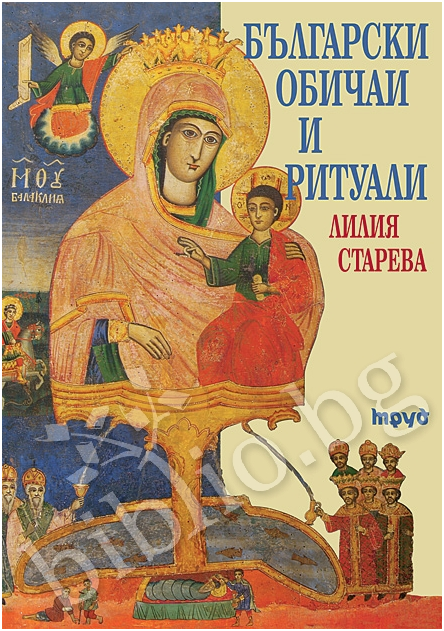 БЪЛГАРСКИ
ОБИЧАИ
И
РИТУАЛИ
ЛИЛИЯ
СТАРЕВА
труд
biblio.bg